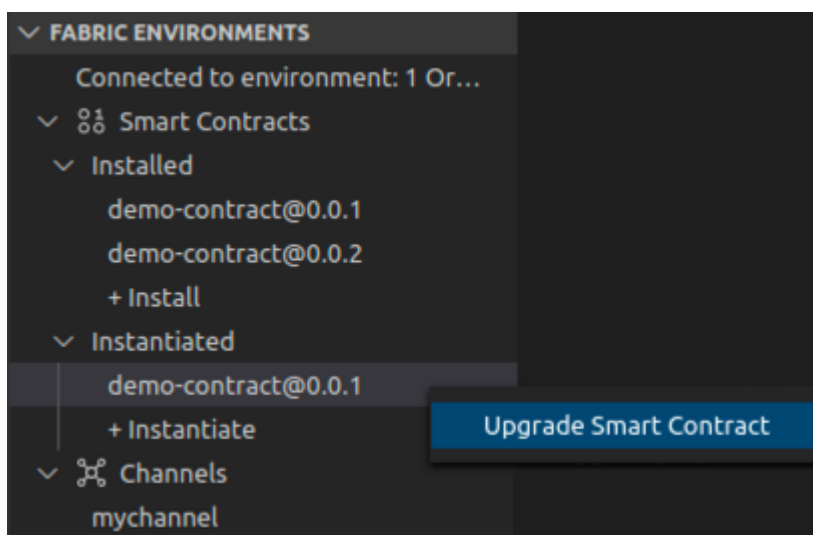 FABRIC ENVIRONMENTS
Connected to environment: 1 Or...
Smart Contracts
Installed
demo-contract@0.0.1
demo-contract@0.0.2
+ Install
Instantiated
demo-contract@0.0.1
+ Instantiate
Upgrade Smart Contract
Channels
mychannel